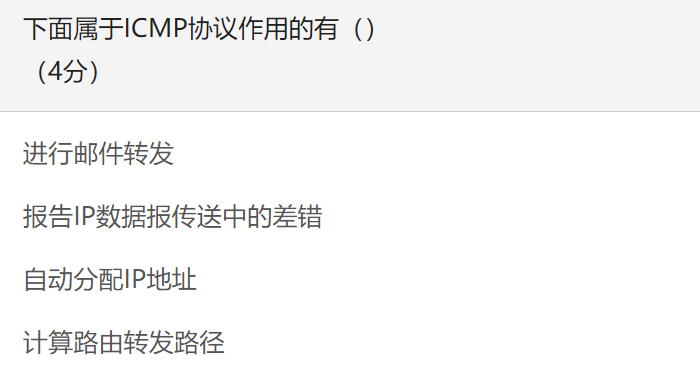 下面属于ICMP协议作用的有（）
（4分）
进行邮件转发
报告IP数据报传送中的差错
自动分配IP地址
计算路由转发路径